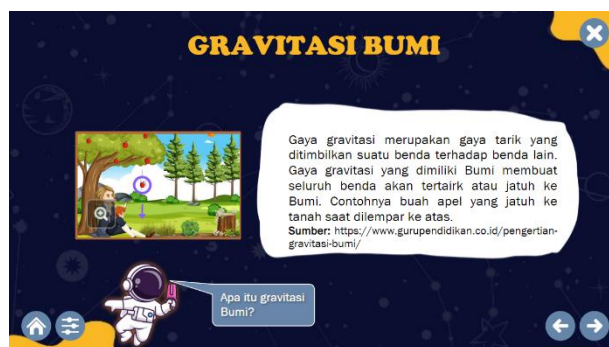 GRAVITASI BUMI
Gaya gravitasi merupakan gaya tarik yang
ditimbilkan suatu benda terhadap benda lain.
Gaya gravitasi yang dimiliki Bumi membuat
seluruh benda akan tertairk atau jatuh ke
Bumi. Contohnya buah apel yang jatuh ke
tanah saat dilempar ke atas.
Sumber: https://www.gurupendidikan.co.id/pengertian-
gravitasi-bumi/
Apa itu gravitasi
Bumi?